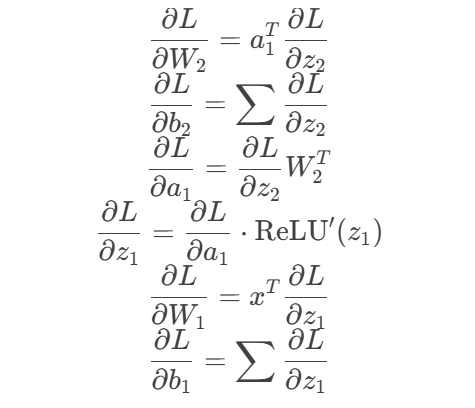 ∂L/∂W₂ = a₁ᵀ ∂L/∂z₂
∂L/∂b₂ = ∑ ∂L/∂z₂
∂L/∂a₁ = ∂L/∂z₂ W₂ᵀ
∂L/∂z₁ = ∂L/∂a₁ · ReLU′(z₁)
∂L/∂W₁ = xᵀ ∂L/∂z₁
∂L/∂b₁ = ∑ ∂L/∂z₁